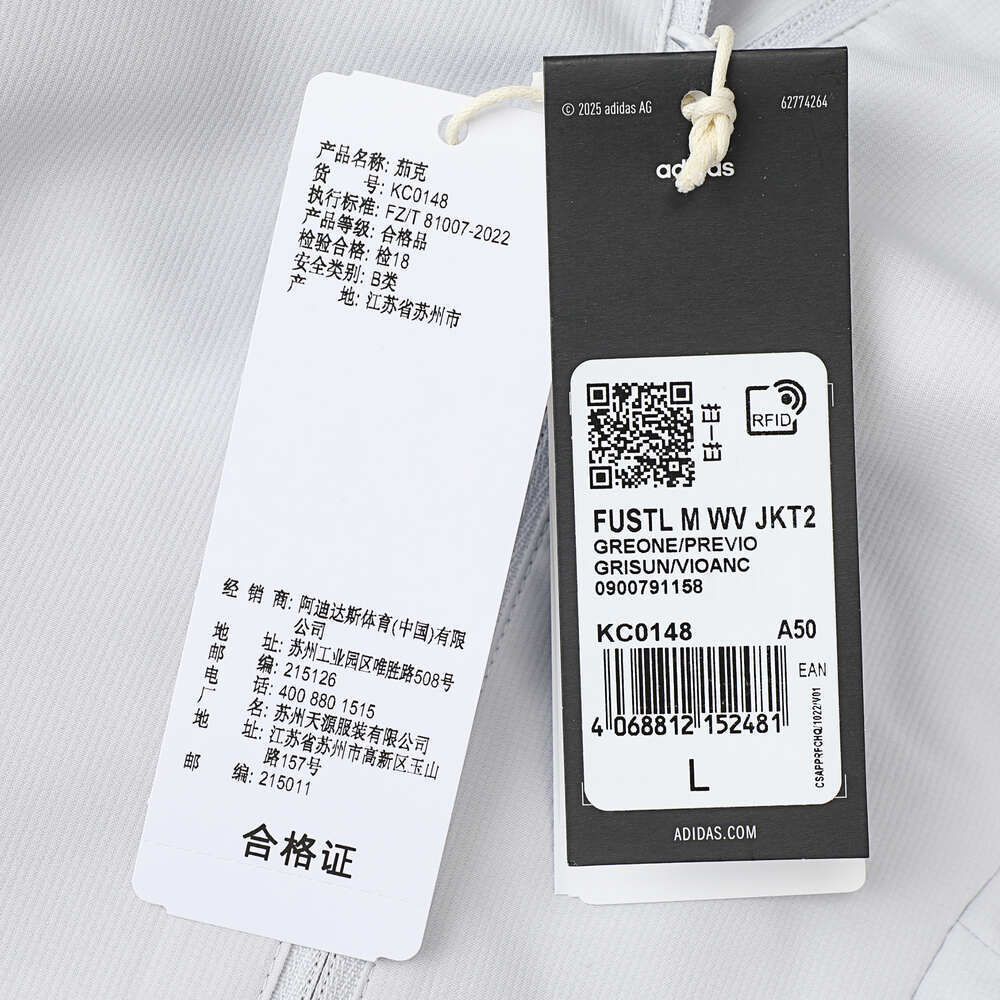 产品名称: 茄克
货 号: KC0148
执行标准: FZ/T 81007-2022
产品等级: 合格品
检验合格: 检18
安全类别: B类
产 地: 江苏省苏州市
经 销 商: 阿迪达斯体育(中国)有限
公司
地 址: 苏州工业园区唯胜路508号
邮 编: 215126
电 话: 400 880 1515
厂 名: 苏州天源服装有限公司
地 址: 江苏省苏州市高新区玉山
路157号
邮 编: 215011
合格证
© 2025 adidas AG
62774264
adidas
扫一扫
RFID
FUSTL M WV JKT2
GREONE/PREVIO
GRISUN/VIOANC
0900791158
KC0148 A50
EAN
4 068812 152481
CSAPPRFCHQ/1022/V01
L
ADIDAS.COM